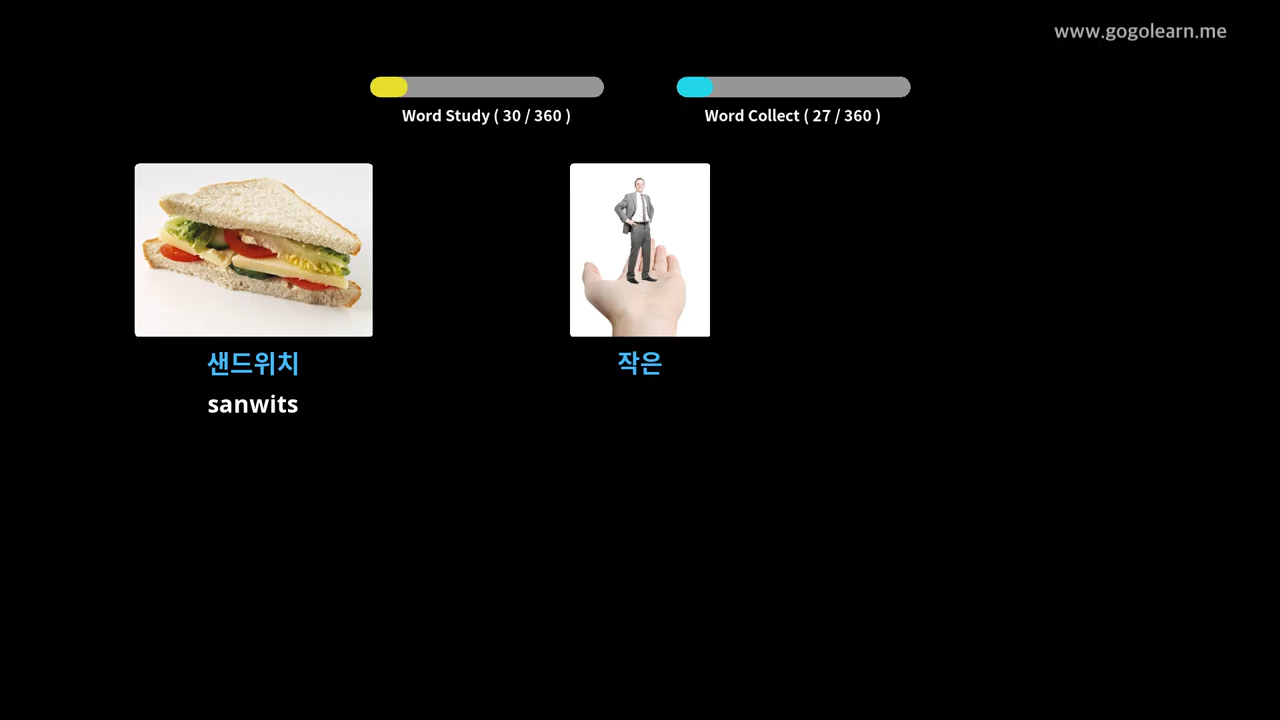 www.gogolearn.me
Word Study ( 30 / 360 )
Word Collect ( 27 / 360 )
샌드위치
sanwits
작은